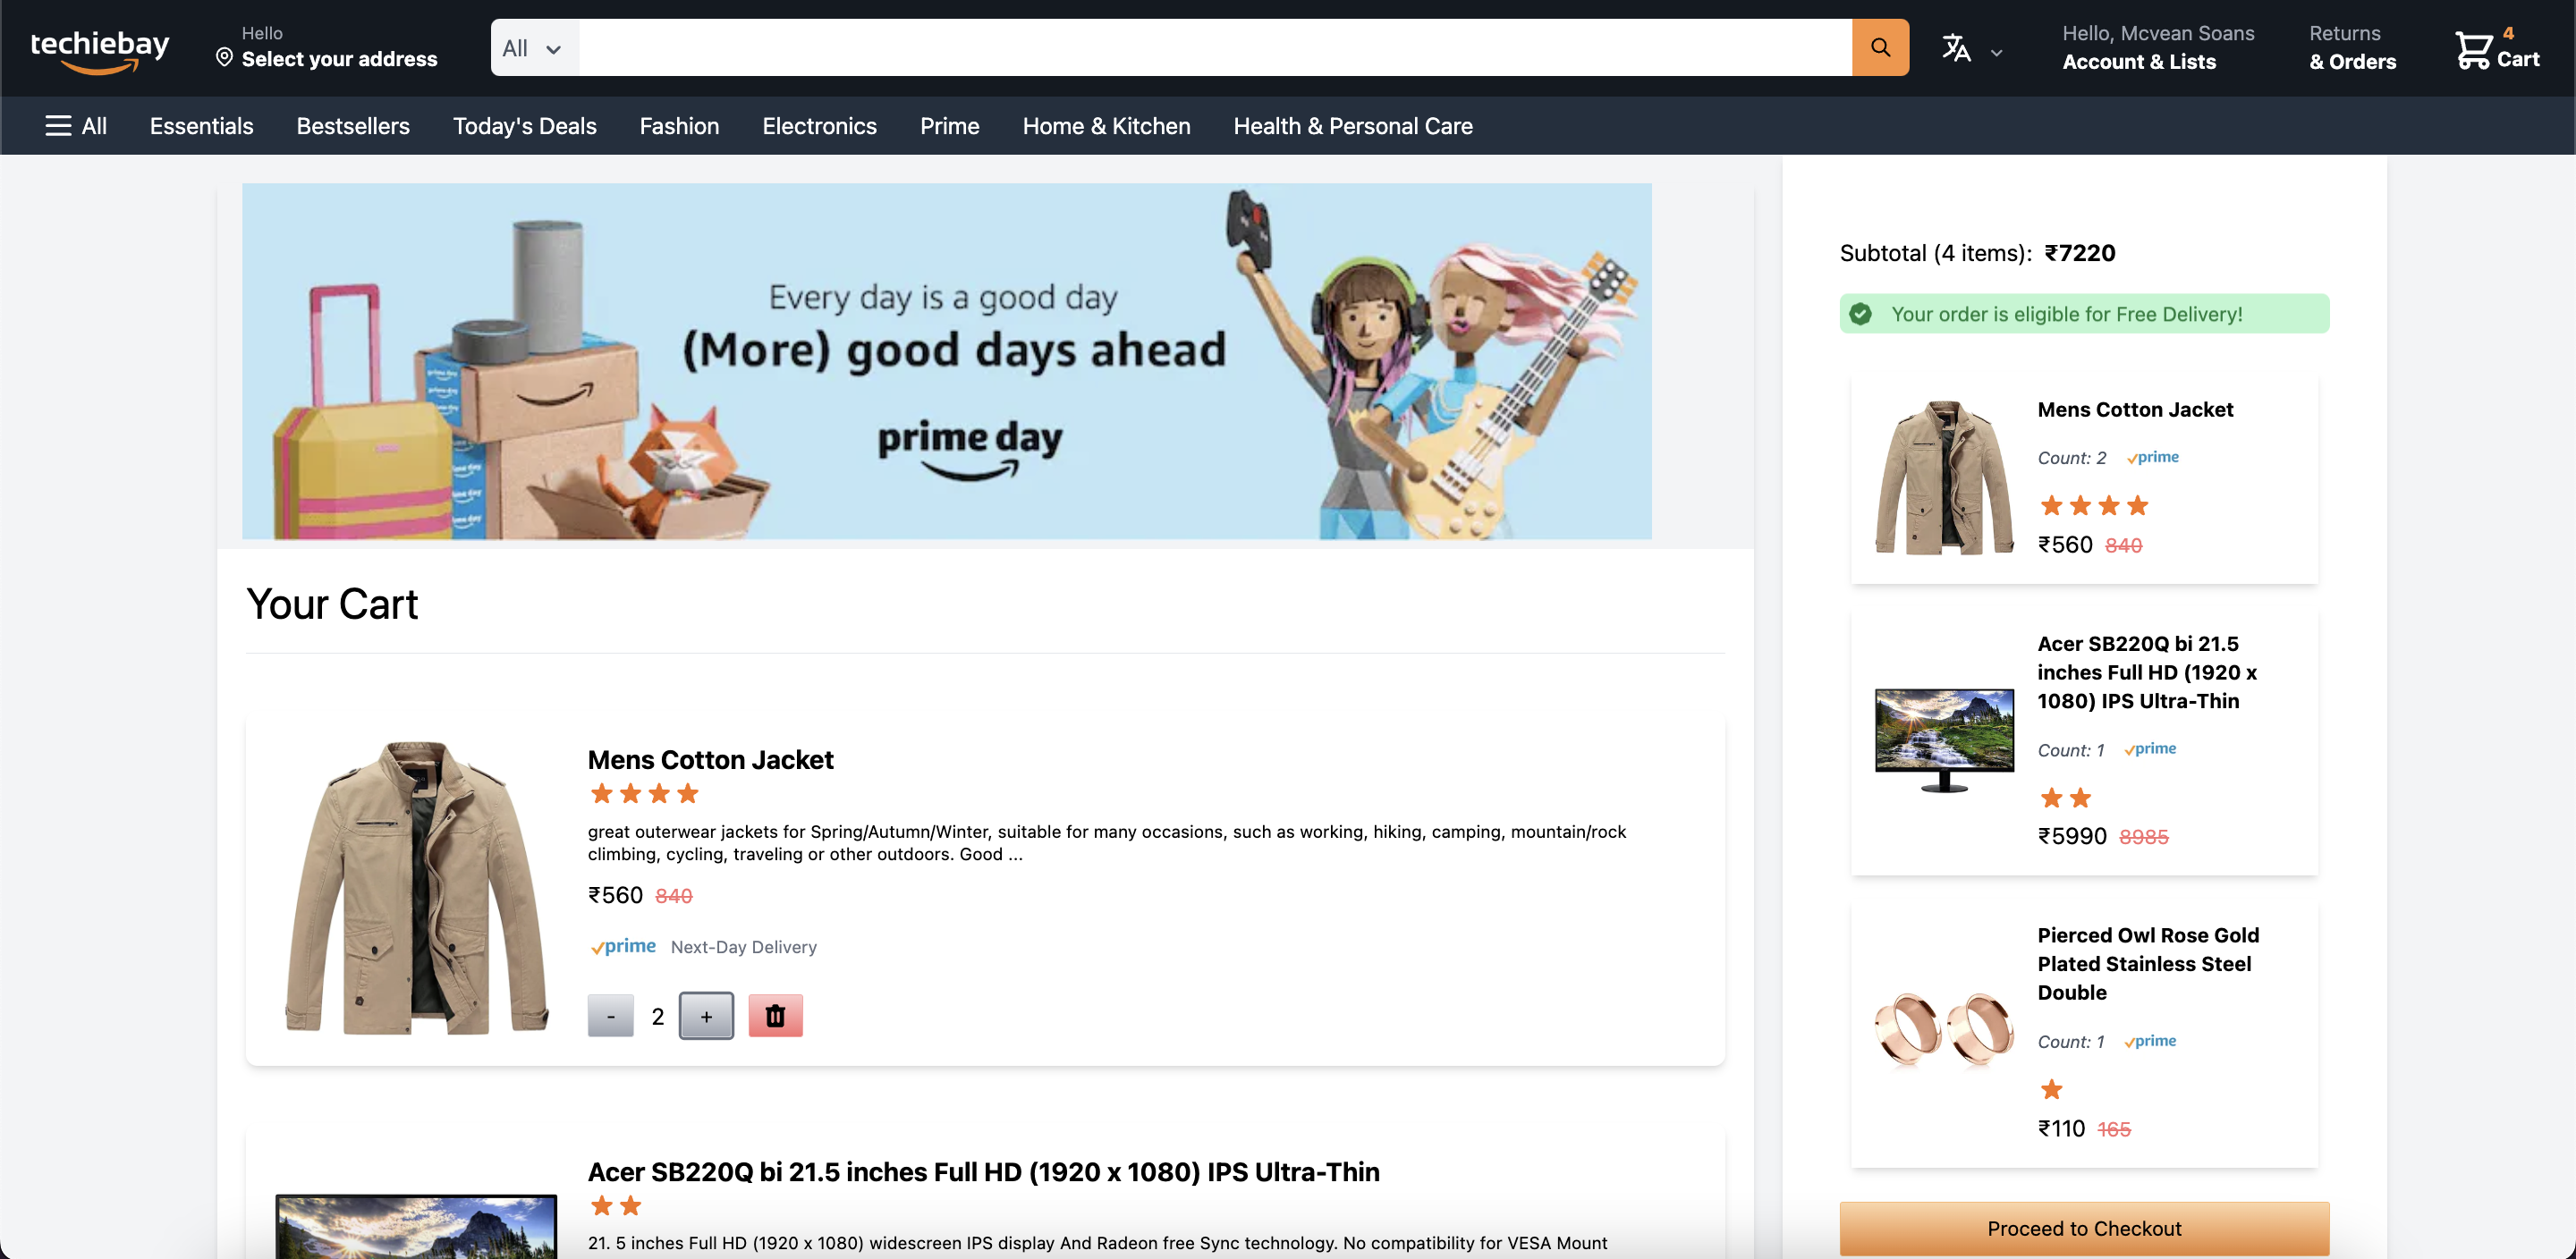 techiebay
Hello
Select your address
All
Hello, Mcvean Soans
Account & Lists
Returns
& Orders
4
Cart
All
Essentials
Bestsellers
Today's Deals
Fashion
Electronics
Prime
Home & Kitchen
Health & Personal Care
Every day is a good day
(More) good days ahead
prime day
Your Cart
Mens Cotton Jacket
great outerwear jackets for Spring/Autumn/Winter, suitable for many occasions, such as working, hiking, camping, mountain/rock
climbing, cycling, traveling or other outdoors. Good ...
₹560 840
prime Next-Day Delivery
- 2 +
Acer SB220Q bi 21.5 inches Full HD (1920 x 1080) IPS Ultra-Thin
21. 5 inches Full HD (1920 x 1080) widescreen IPS display And Radeon free Sync technology. No compatibility for VESA Mount
Subtotal (4 items): ₹7220
Your order is eligible for Free Delivery!
Mens Cotton Jacket
Count: 2 prime
₹560 840
Acer SB220Q bi 21.5
inches Full HD (1920 x
1080) IPS Ultra-Thin
Count: 1 prime
₹5990 8985
Pierced Owl Rose Gold
Plated Stainless Steel
Double
Count: 1 prime
₹110 165
Proceed to Checkout